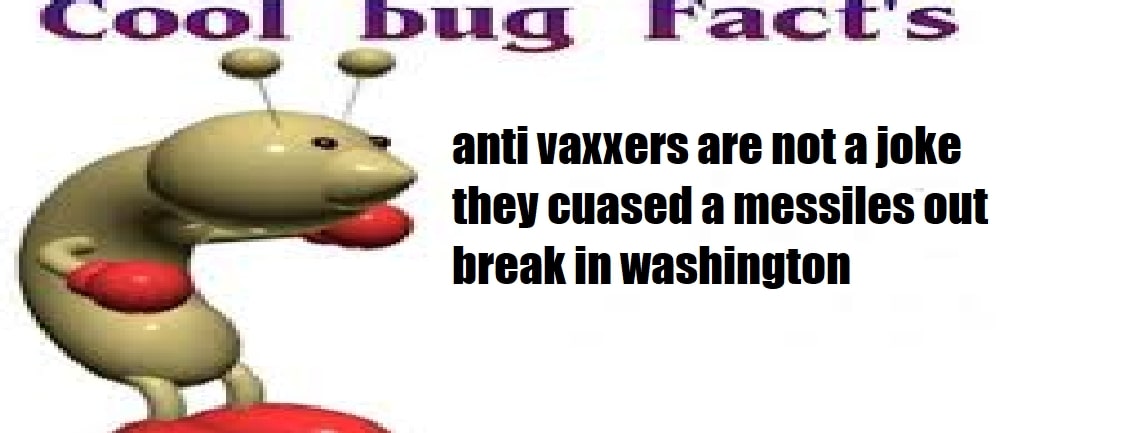 Cool bug Fact's
anti vaxxers are not a joke
they cuased a messiles out
break in washington